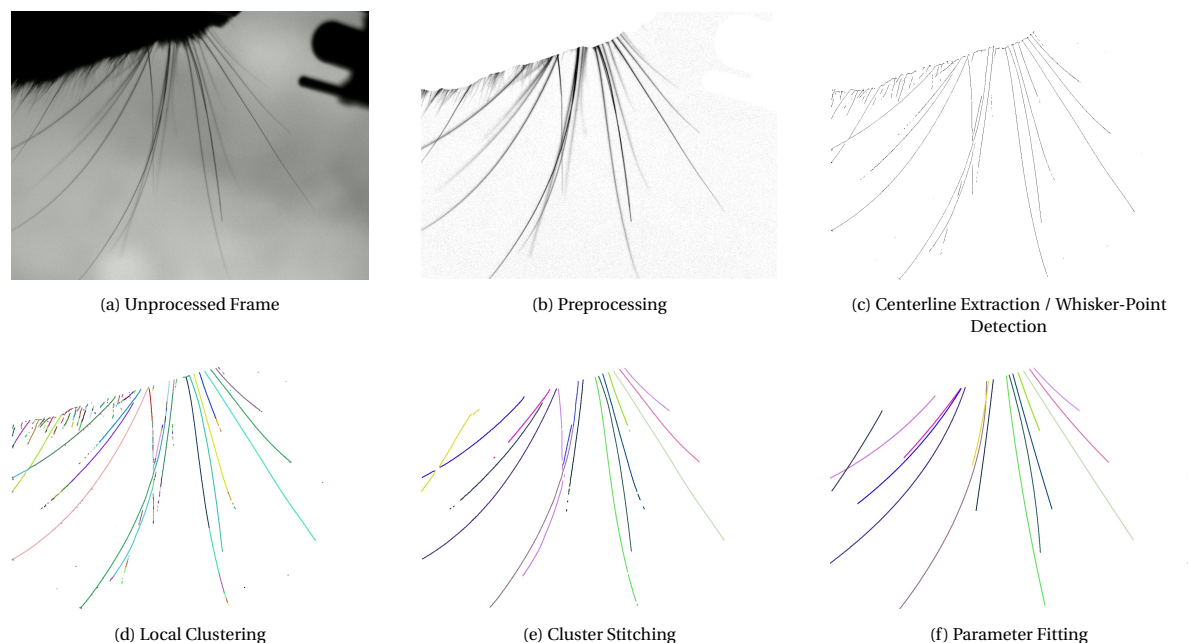 (a) Unprocessed Frame
(b) Preprocessing
(c) Centerline Extraction / Whisker-Point
Detection
(d) Local Clustering
(e) Cluster Stitching
(f) Parameter Fitting